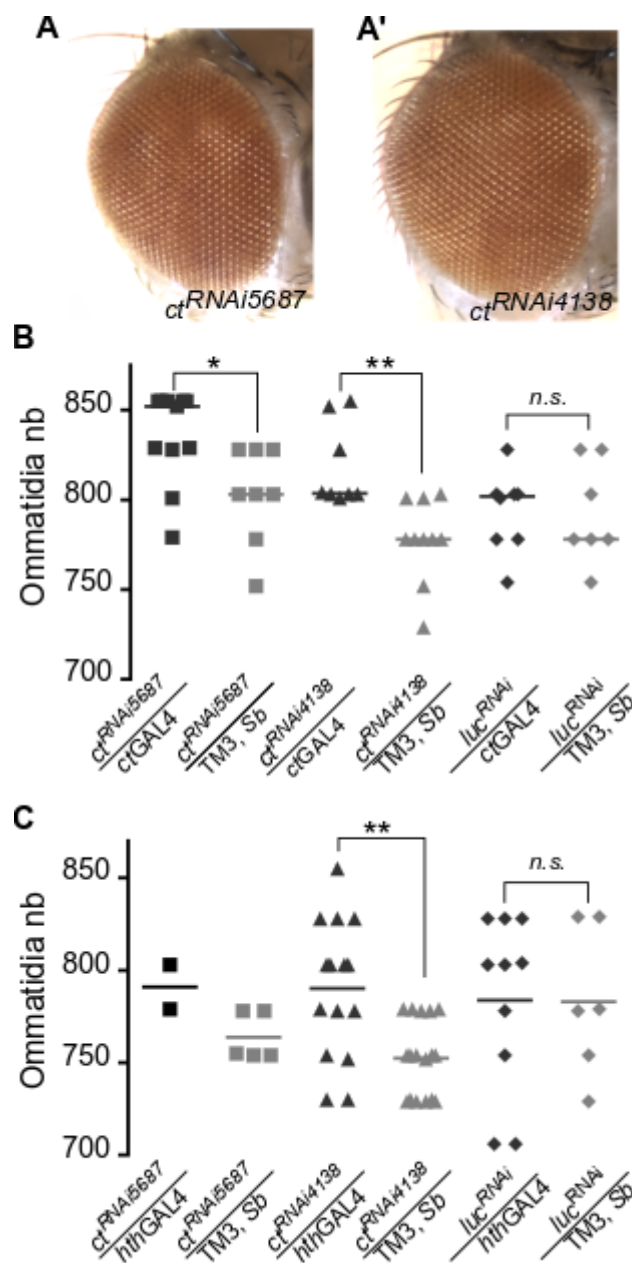 A A'
ctRNAi5687 ctRNAi4138
B
* ** n.s.
Ommatidia nb
850
800
750
700
ctRNAi5687 ctRNAi5687 ctRNAi4138 ctRNAi4138 lucRNAi lucRNAi
ctGAL4 TM3, Sb ctGAL4 TM3, Sb ctGAL4 TM3, Sb
C
** n.s.
Ommatidia nb
850
800
750
700
ctRNAi5687 ctRNAi5687 ctRNAi4138 ctRNAi4138 lucRNAi lucRNAi
hthGAL4 TM3, Sb hthGAL4 TM3, Sb hthGAL4 TM3, Sb